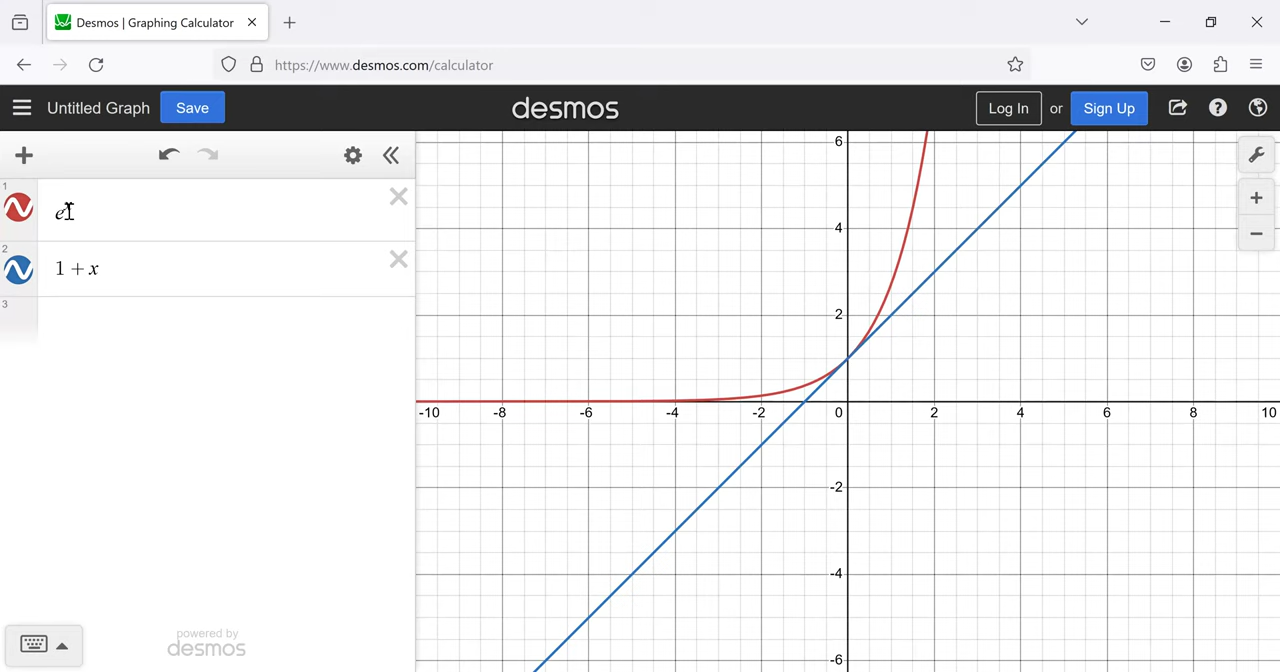 Desmos | Graphing Calculator
https://www.desmos.com/calculator
Untitled Graph Save desmos Log In or Sign Up
1
e
2
1 + x
3
powered by
desmos
6
4
2
-10 -8 -6 -4 -2 0 2 4 6 8 10
-2
-4
-6